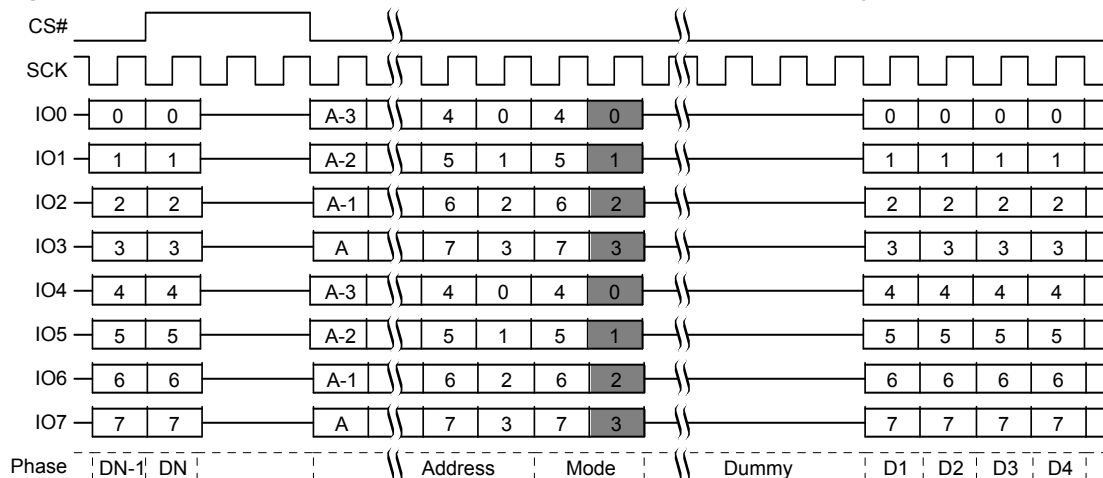 CS#
SCK
IO0 0 0 A-3 4 0 4 0 0 0 0 0
IO1 1 1 A-2 5 1 5 1 1 1 1 1
IO2 2 2 A-1 6 2 6 2 2 2 2 2
IO3 3 3 A 7 3 7 3 3 3 3 3
IO4 4 4 A-3 4 0 4 0 4 4 4 4
IO5 5 5 A-2 5 1 5 1 5 5 5 5
IO6 6 6 A-1 6 2 6 2 6 6 6 6
IO7 7 7 A 7 3 7 3 7 7 7 7
Phase DN-1 DN Address Mode Dummy D1 D2 D3 D4